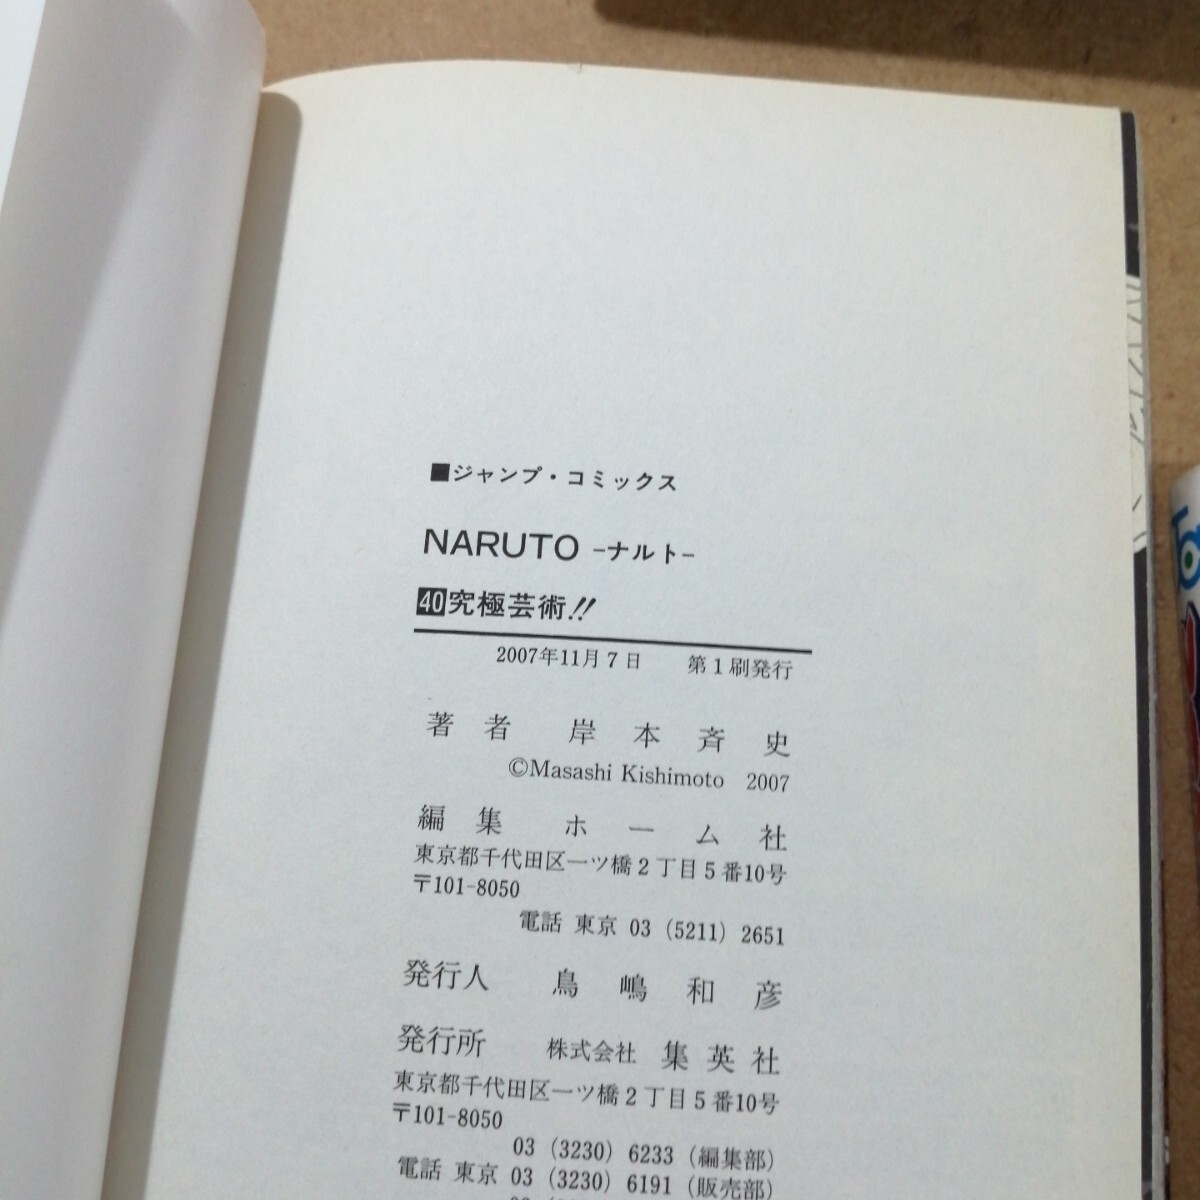 ■ジャンプ・コミックス
NARUTO -ナルト-
40究極芸術!!
2007年11月7日 第1刷発行
著者 岸本斉史
©Masashi Kishimoto 2007
編集 ホーム社
東京都千代田区一ツ橋2丁目5番10号
〒101-8050
電話 東京 03 (5211) 2651
発行人 鳥嶋和彦
発行所 株式会社 集英社
東京都千代田区一ツ橋2丁目5番10号
〒101-8050
03 (3230) 6233 (編集部)
電話 東京 03 (3230) 6191 (販売部)